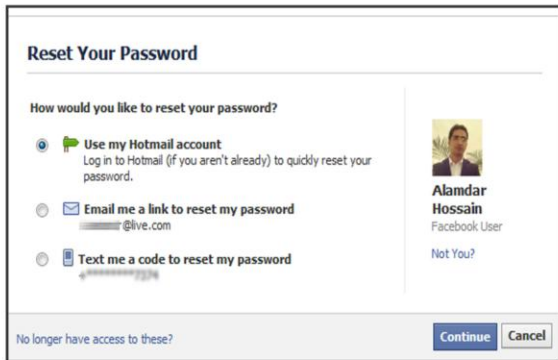 Reset Your Password
How would you like to reset your password?
Use my Hotmail account
Log in to Hotmail (if you aren't already) to quickly reset your
password.
Email me a link to reset my password
@live.com
Text me a code to reset my password
Alamdar
Hossain
Facebook User
Not You?
No longer have access to these?
Continue
Cancel